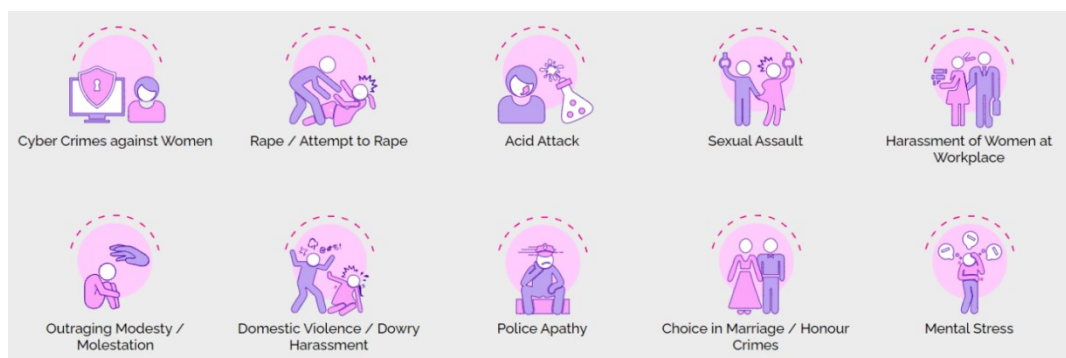 Cyber Crimes against Women
Rape / Attempt to Rape
Acid Attack
Sexual Assault
Harassment of Women at
Workplace
Outraging Modesty /
Molestation
Domestic Violence / Dowry
Harassment
Police Apathy
Choice in Marriage / Honour
Crimes
Mental Stress